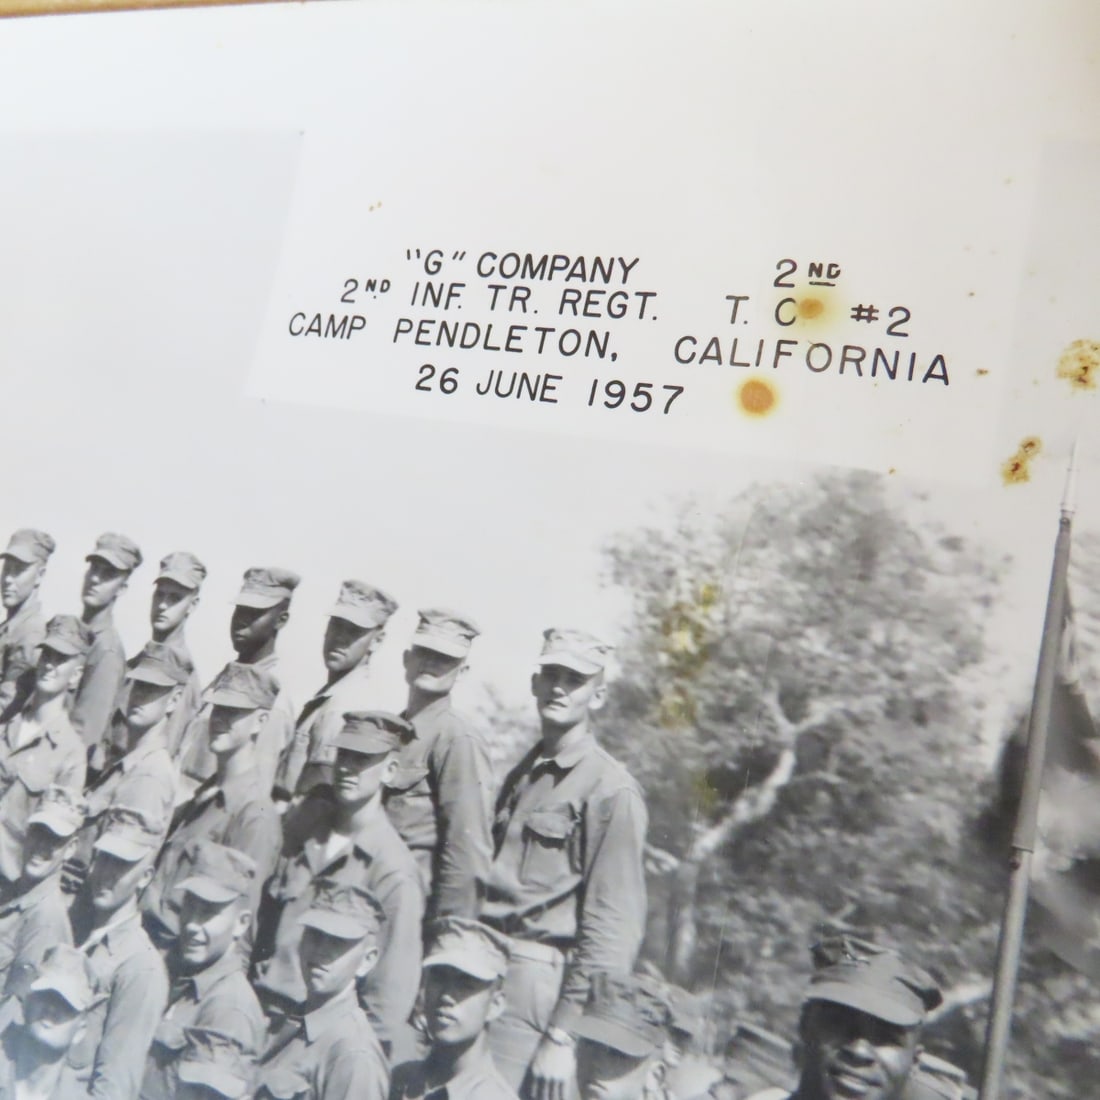 "G" COMPANY 2ND
2ND INF. TR. REGT. T. C #2
CAMP PENDLETON, CALIFORNIA
26 JUNE 1957